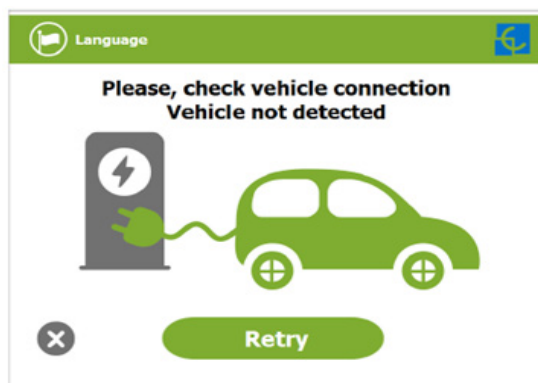 Language
Please, check vehicle connection
Vehicle not detected
Retry